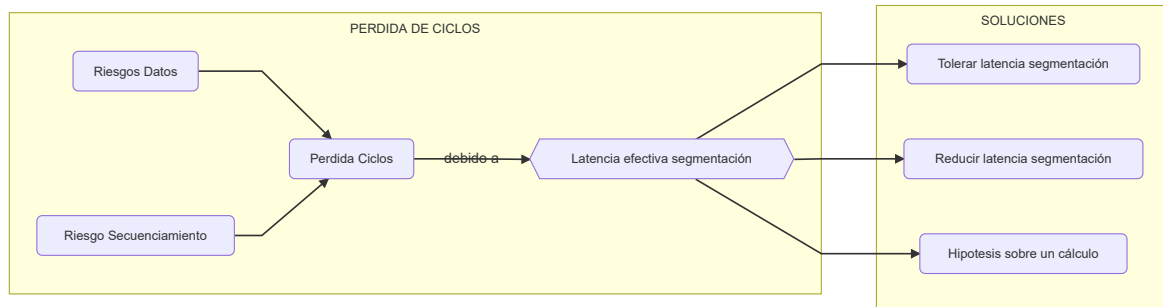 PERDIDA DE CICLOS
Riesgos Datos
Riesgo Secuenciamiento
Perdida Ciclos
debido a
Latencia efectiva segmentación
SOLUCIONES
Tolerar latencia segmentación
Reducir latencia segmentación
Hipotesis sobre un cálculo